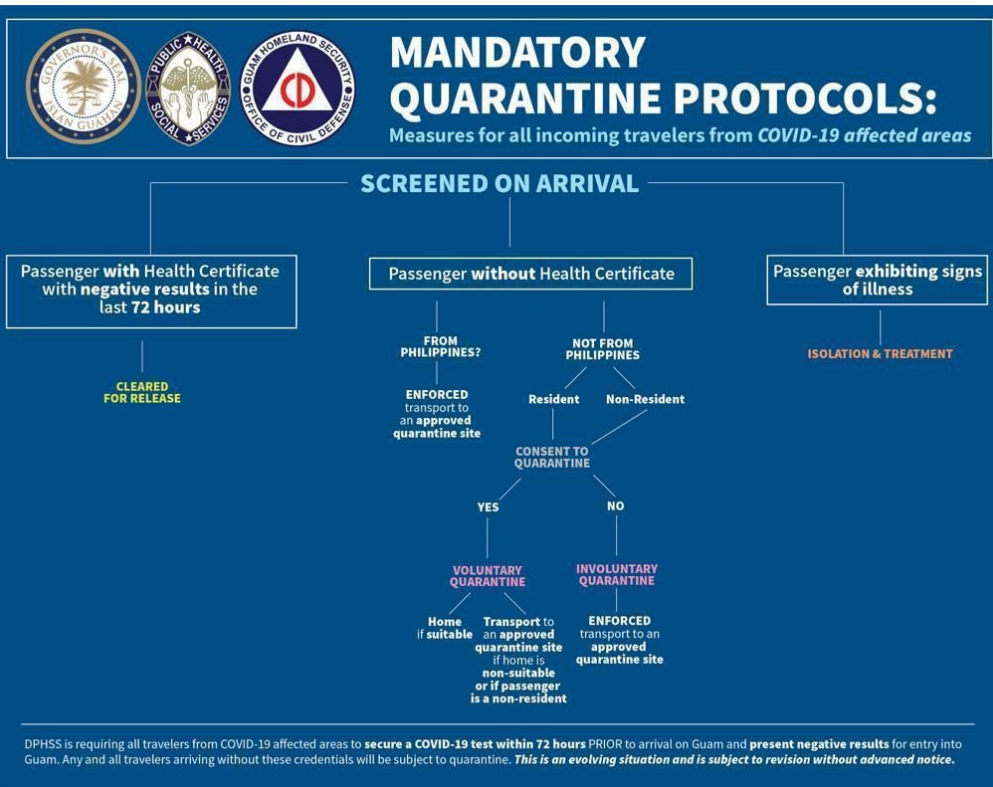 GOVERNOR'S SEAL
ISLAN GUAHAN
PUBLIC HEALTH
SOCIAL SERVICES
GUAM HOMELAND SECURITY
OFFICE OF CIVIL DEFENSE
CD
MANDATORY
QUARANTINE PROTOCOLS:
Measures for all incoming travelers from COVID-19 affected areas
SCREENED ON ARRIVAL
Passenger with Health Certificate
with negative results in the
last 72 hours
CLEARED
FOR RELEASE
Passenger without Health Certificate
FROM
PHILIPPINES?
ENFORCED
transport to
an approved
quarantine site
NOT FROM
PHILIPPINES
Resident
Non-Resident
CONSENT TO
QUARANTINE
YES
NO
VOLUNTARY
QUARANTINE
Home
if suitable
Transport to
an approved
quarantine site
if home is
non-suitable
or if passenger
is a non-resident
INVOLUNTARY
QUARANTINE
ENFORCED
transport to an
approved
quarantine site
Passenger exhibiting signs
of illness
ISOLATION & TREATMENT
DPHSS is requiring all travelers from COVID-19 affected areas to secure a COVID-19 test within 72 hours PRIOR to arrival on Guam and present negative results for entry into
Guam. Any and all travelers arriving without these credentials will be subject to quarantine. This is an evolving situation and is subject to revision without advanced notice.